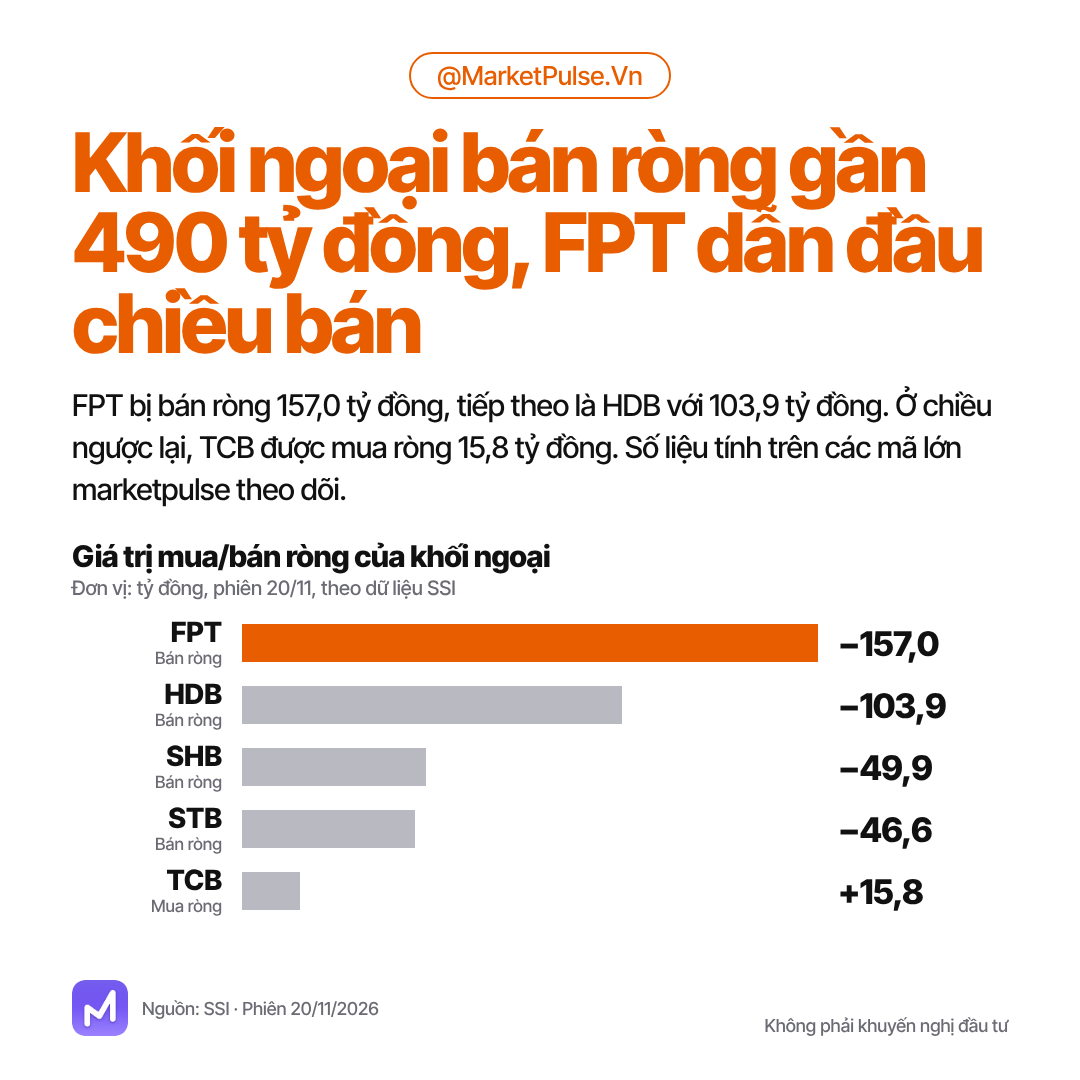 @MarketPulse.Vn
Khối ngoại bán ròng gần
490 tỷ đồng, FPT dẫn đầu
chiều bán
FPT bị bán ròng 157,0 tỷ đồng, tiếp theo là HDB với 103,9 tỷ đồng. Ở chiều
ngược lại, TCB được mua ròng 15,8 tỷ đồng. Số liệu tính trên các mã lớn
marketpulse theo dõi.
Giá trị mua/bán ròng của khối ngoại
Đơn vị: tỷ đồng, phiên 20/11, theo dữ liệu SSI
FPT
Bán ròng
−157,0
HDB
Bán ròng
−103,9
SHB
Bán ròng
−49,9
STB
Bán ròng
−46,6
TCB
Mua ròng
+15,8
Nguồn: SSI · Phiên 20/11/2026
Không phải khuyến nghị đầu tư